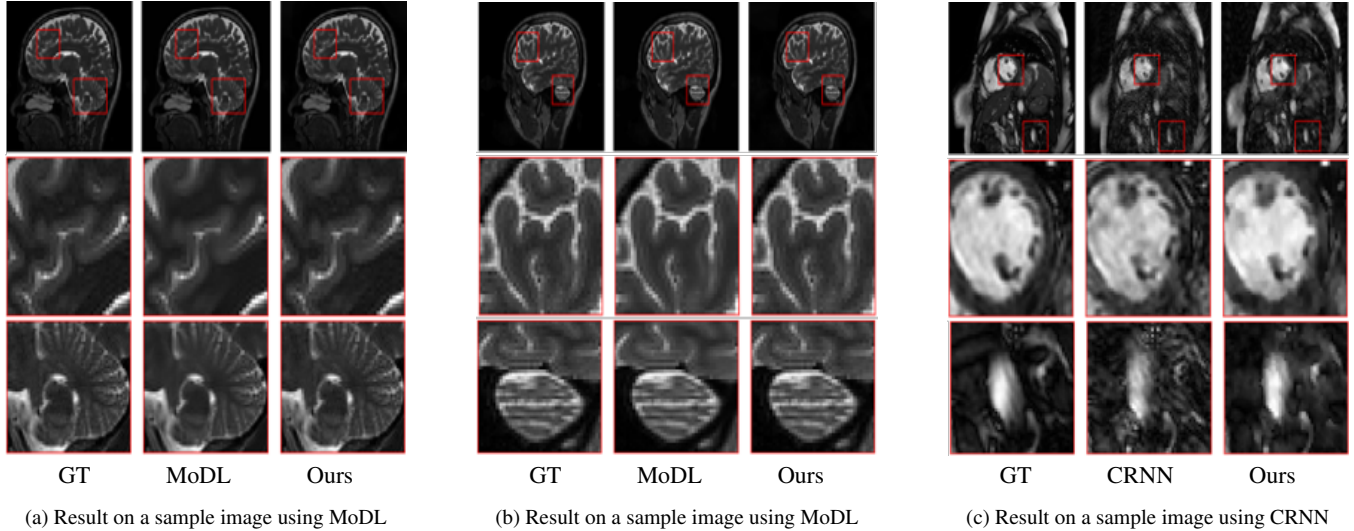 GT MoDL Ours GT MoDL Ours GT CRNN Ours
(a) Result on a sample image using MoDL (b) Result on a sample image using MoDL (c) Result on a sample image using CRNN